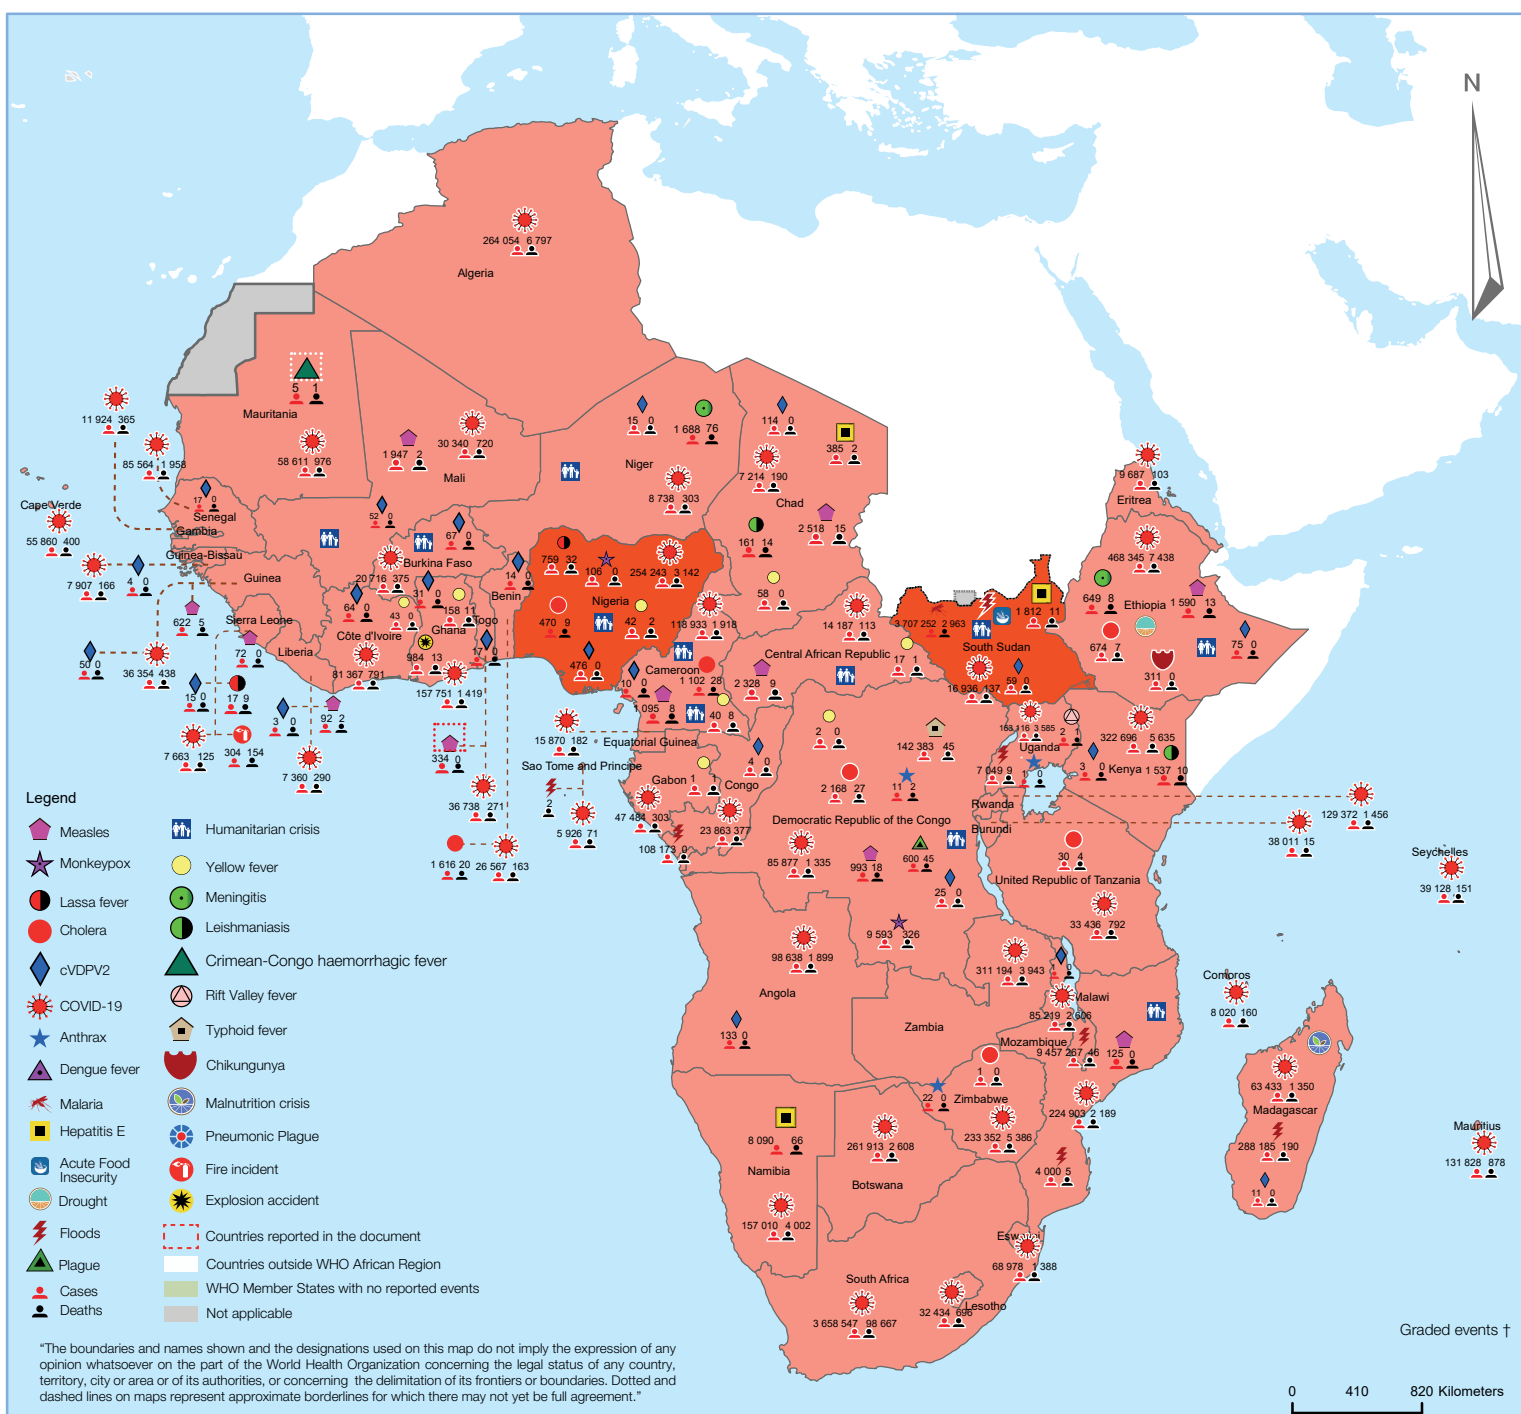 N
264 054 6 797
Algeria
5 1
Mauritania
58 611 976
11 924 365
85 564 1 958
1 947 2
30 340 720
Mali
15 0
1 688 76
Niger
8 738 303
114 0
385 2
7 214 190
Chad
2 518 15
161 14
58 0
9 687 103
Eritrea
468 345 7 438
649 8
Ethiopia
1 590 13
674 7
75 0
311 0
Cape Verde
55 860 400
17 0
Senegal
Gambia
Guinea-Bissau
7 907 166
4 0
Guinea
52 0
67 0
Burkina Faso
20 716 375
14 0
Benin
759 32
106 0
254 243 3 142
Nigeria
470 9
42 2
476 0
118 933 1 918
14 187 113
Central African Republic
17 1
3 707 252 2 963
1 812 11
South Sudan
59 0
16 936 137
622 5
Sierra Leone
72 0
Liberia
64 0
43 0
31 0
158 11
Togo
Côte d'Ivoire
Ghana
984 13
17 0
81 367 791
157 751 1 419
50 0
36 354 438
15 0
17 9
3 0
92 2
7 663 125
304 154
7 360 290
334 0
36 738 271
1 616 20
26 567 163
Cameroon
10 0
1 102 28
1 095 8
40 8
2 328 9
15 870 182
Equatorial Guinea
Sao Tome and Principe
2
5 926 71
Gabon
1 1
Congo
4 0
47 484 303
23 863 377
108 173 0
2 0
142 383 45
2 168 27
11 2
Democratic Republic of the Congo
85 877 1 335
993 18
600 45
25 0
9 593 326
163 116 3 585
Uganda
2 1
7 049 9
1 0
3 0
322 696 5 635
Kenya
1 537 10
Rwanda
Burundi
129 372 1 456
38 011 15
30 4
United Republic of Tanzania
33 436 792
Seychelles
39 128 151
98 638 1 899
Angola
133 0
311 194 3 943
Zambia
1 0
Malawi
85 219 2 606
Mozambique
9 457 267 46
125 0
Comoros
8 020 160
1 0
22 0
Zimbabwe
233 352 5 386
224 903 2 189
4 000 5
63 433 1 350
Madagascar
288 185 190
11 0
Mauritius
131 828 878
8 090 66
Namibia
157 010 4 002
261 913 2 608
Botswana
68 978 1 388
South Africa
3 658 547 98 667
32 434 696
Lesotho
Legend
Measles
Monkeypox
Lassa fever
Cholera
cVDPV2
COVID-19
Anthrax
Dengue fever
Malaria
Hepatitis E
Acute Food
Insecurity
Drought
Floods
Plague
Cases
Deaths
Humanitarian crisis
Yellow fever
Meningitis
Leishmaniasis
Crimean-Congo haemorrhagic fever
Rift Valley fever
Typhoid fever
Chikungunya
Malnutrition crisis
Pneumonic Plague
Fire incident
Explosion accident
Countries reported in the document
Countries outside WHO African Region
WHO Member States with no reported events
Not applicable
Graded events †
"The boundaries and names shown and the designations used on this map do not imply the expression of any
opinion whatsoever on the part of the World Health Organization concerning the legal status of any country,
territory, city or area or of its authorities, or concerning the delimitation of its frontiers or boundaries. Dotted and
dashed lines on maps represent approximate borderlines for which there may not yet be full agreement."
0 410 820 Kilometers